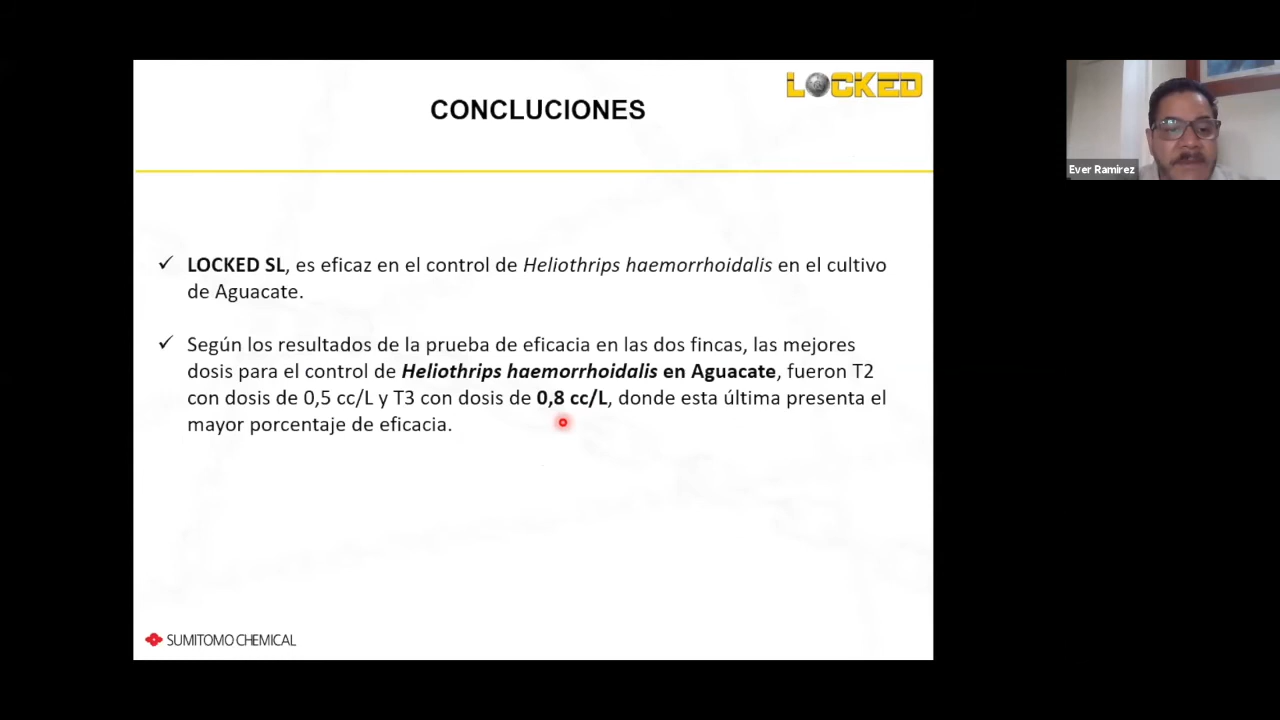 LOCKED
CONCLUCIONES
✓ LOCKED SL, es eficaz en el control de Heliothrips haemorrhoidalis en el cultivo
de Aguacate.
✓ Según los resultados de la prueba de eficacia en las dos fincas, las mejores
dosis para el control de Heliothrips haemorrhoidalis en Aguacate, fueron T2
con dosis de 0,5 cc/L y T3 con dosis de 0,8 cc/L, donde esta última presenta el
mayor porcentaje de eficacia.
SUMITOMO CHEMICAL
Ever Ramirez